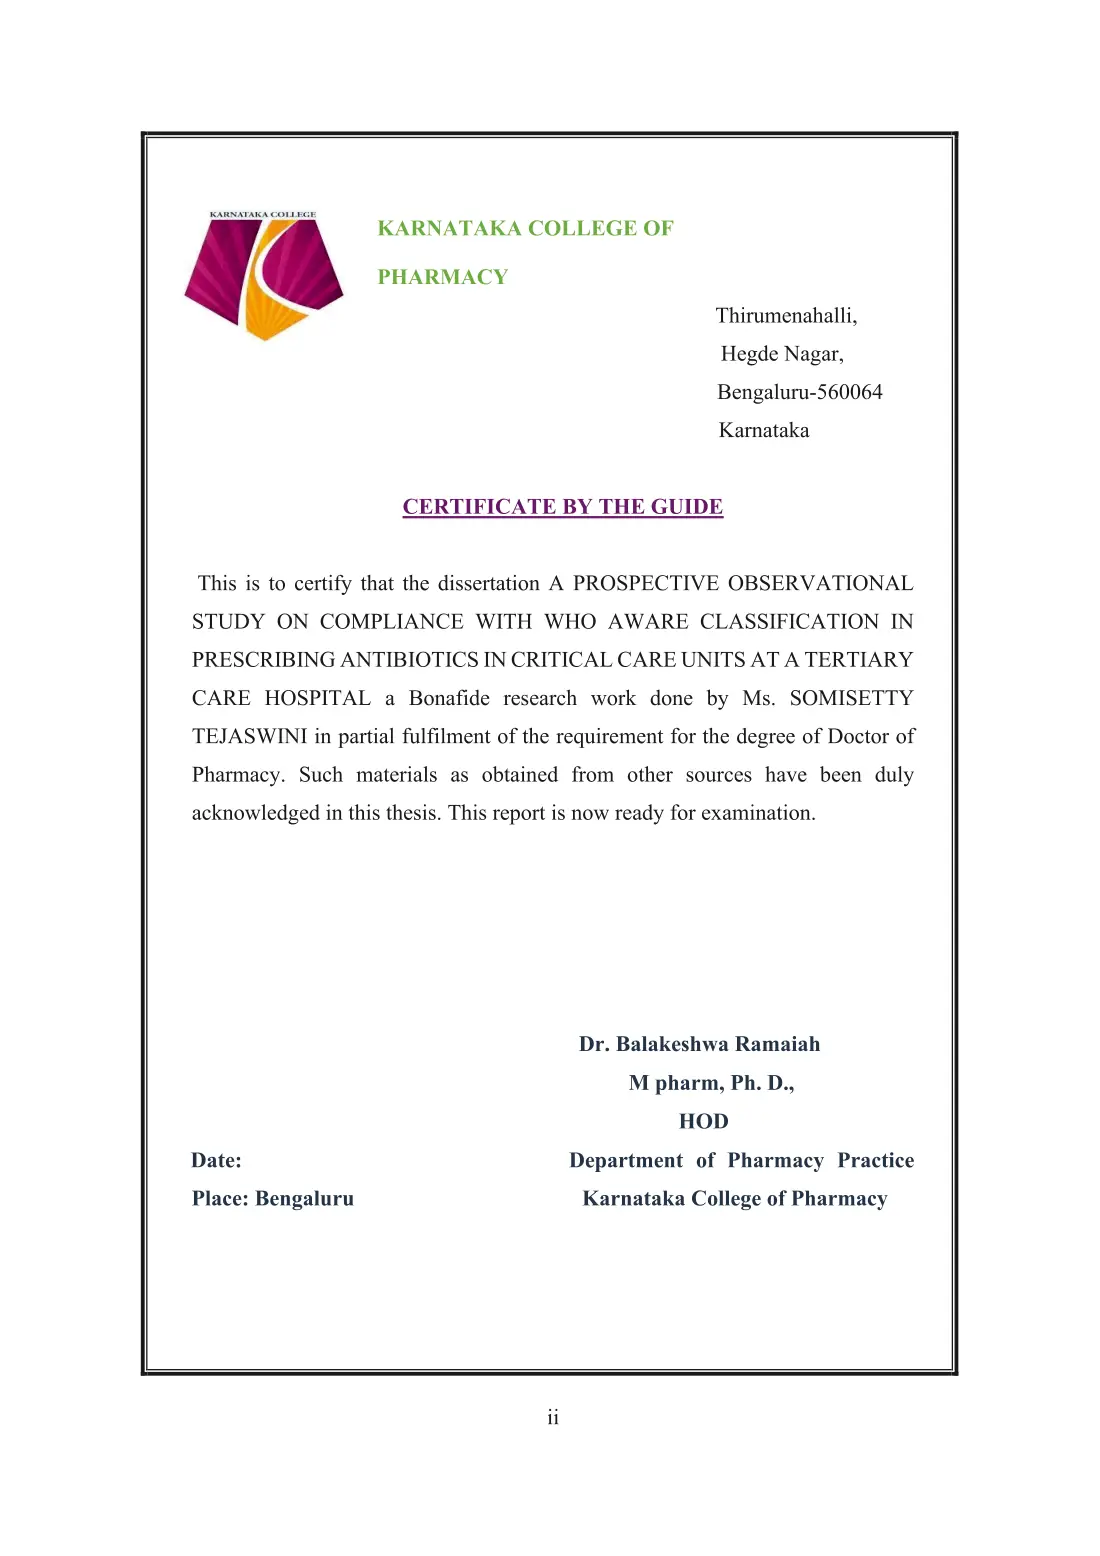 KARNATAKA COLLEGE
KARNATAKA COLLEGE OF
PHARMACY
Thirumenahalli,
Hegde Nagar,
Bengaluru-560064
Karnataka
CERTIFICATE BY THE GUIDE
This is to certify that the dissertation A PROSPECTIVE OBSERVATIONAL
STUDY ON COMPLIANCE WITH WHO AWARE CLASSIFICATION IN
PRESCRIBING ANTIBIOTICS IN CRITICAL CARE UNITS AT A TERTIARY
CARE HOSPITAL a Bonafide research work done by Ms. SOMISETTY
TEJASWINI in partial fulfilment of the requirement for the degree of Doctor of
Pharmacy. Such materials as obtained from other sources have been duly
acknowledged in this thesis. This report is now ready for examination.
Dr. Balakeshwa Ramaiah
M pharm, Ph. D.,
HOD
Date: Department of Pharmacy Practice
Place: Bengaluru Karnataka College of Pharmacy
ii